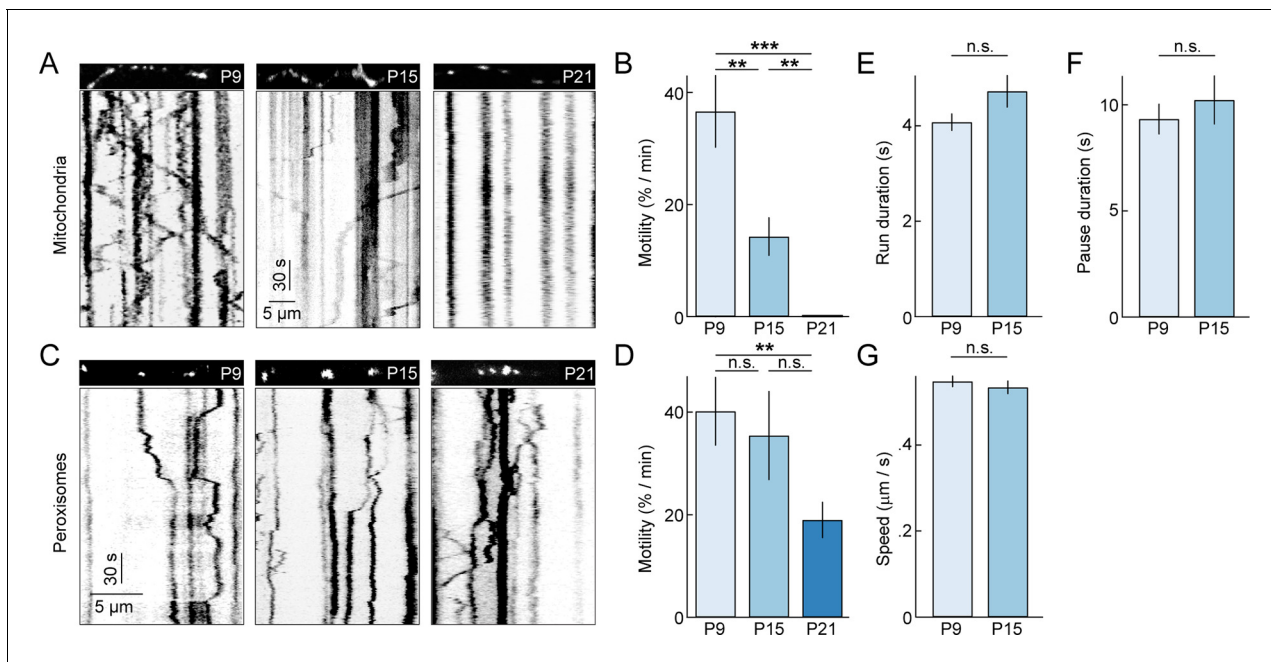 A
P9
P15
P21
Mitochondria
30 s
5 µm
B
***
** **
Motility (% / min)
40
20
0
P9 P15 P21
E
n.s.
Run duration (s)
4
2
0
P9 P15
F
n.s.
Pause duration (s)
10
5
0
P9 P15
C
P9
P15
P21
Peroxisomes
30 s
5 µm
D
**
n.s. n.s.
Motility (% / min)
40
20
0
P9 P15 P21
G
n.s.
Speed (µm / s)
.4
.2
0
P9 P15